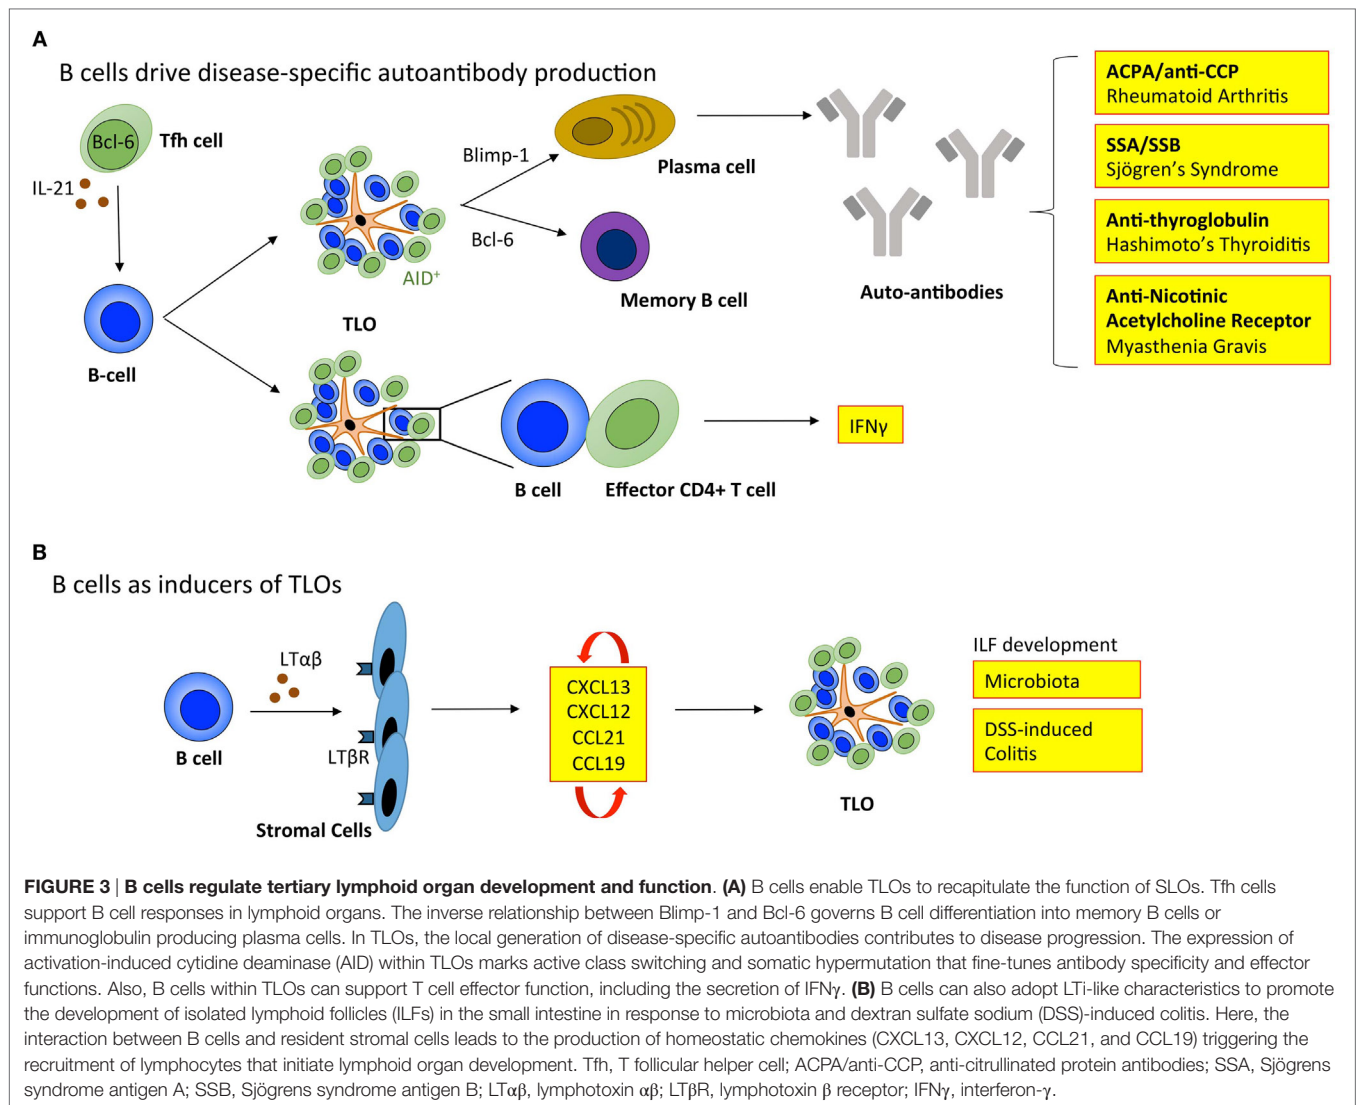 A
B cells drive disease-specific autoantibody production
Bcl-6
Tfh cell
IL-21
B-cell
AID+
TLO
Blimp-1
Bcl-6
Plasma cell
Memory B cell
Auto-antibodies
ACPA/anti-CCP
Rheumatoid Arthritis
SSA/SSB
Sjögren's Syndrome
Anti-thyroglobulin
Hashimoto's Thyroiditis
Anti-Nicotinic
Acetylcholine Receptor
Myasthenia Gravis
B cell
Effector CD4+ T cell
IFNγ
B
B cells as inducers of TLOs
B cell
LTαβ
LTβR
Stromal Cells
CXCL13
CXCL12
CCL21
CCL19
TLO
ILF development
Microbiota
DSS-induced
Colitis
FIGURE 3 | B cells regulate tertiary lymphoid organ development and function. (A) B cells enable TLOs to recapitulate the function of SLOs. Tfh cells
support B cell responses in lymphoid organs. The inverse relationship between Blimp-1 and Bcl-6 governs B cell differentiation into memory B cells or
immunoglobulin producing plasma cells. In TLOs, the local generation of disease-specific autoantibodies contributes to disease progression. The expression of
activation-induced cytidine deaminase (AID) within TLOs marks active class switching and somatic hypermutation that fine-tunes antibody specificity and effector
functions. Also, B cells within TLOs can support T cell effector function, including the secretion of IFNγ. (B) B cells can also adopt LTi-like characteristics to promote
the development of isolated lymphoid follicles (ILFs) in the small intestine in response to microbiota and dextran sulfate sodium (DSS)-induced colitis. Here, the
interaction between B cells and resident stromal cells leads to the production of homeostatic chemokines (CXCL13, CXCL12, CCL21, and CCL19) triggering the
recruitment of lymphocytes that initiate lymphoid organ development. Tfh, T follicular helper cell; ACPA/anti-CCP, anti-citrullinated protein antibodies; SSA, Sjögrens
syndrome antigen A; SSB, Sjögrens syndrome antigen B; LTαβ, lymphotoxin αβ; LTβR, lymphotoxin β receptor; IFNγ, interferon-γ.